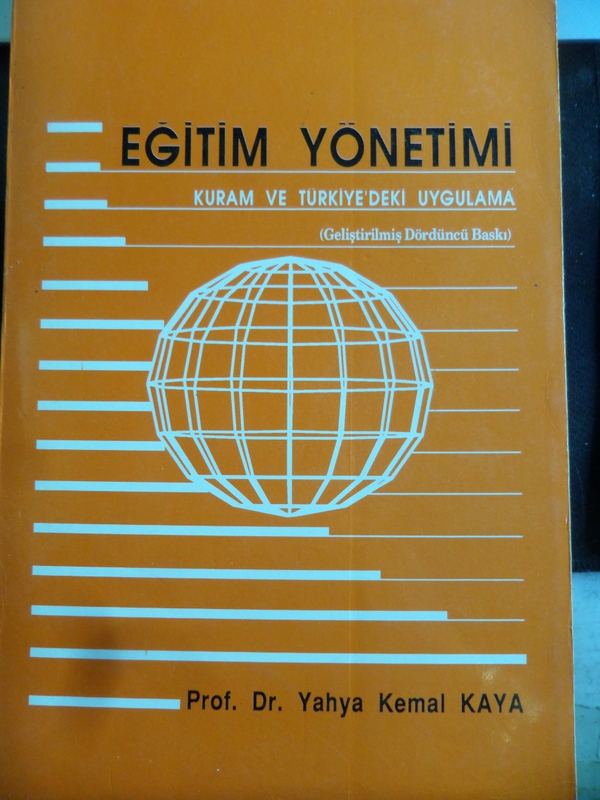 EĞİTİM YÖNETİMİ
KURAM VE TÜRKİYE'DEKİ UYGULAMA
(Geliştirilmiş Dördüncü Baskı)
Prof. Dr. Yahya Kemal KAYA